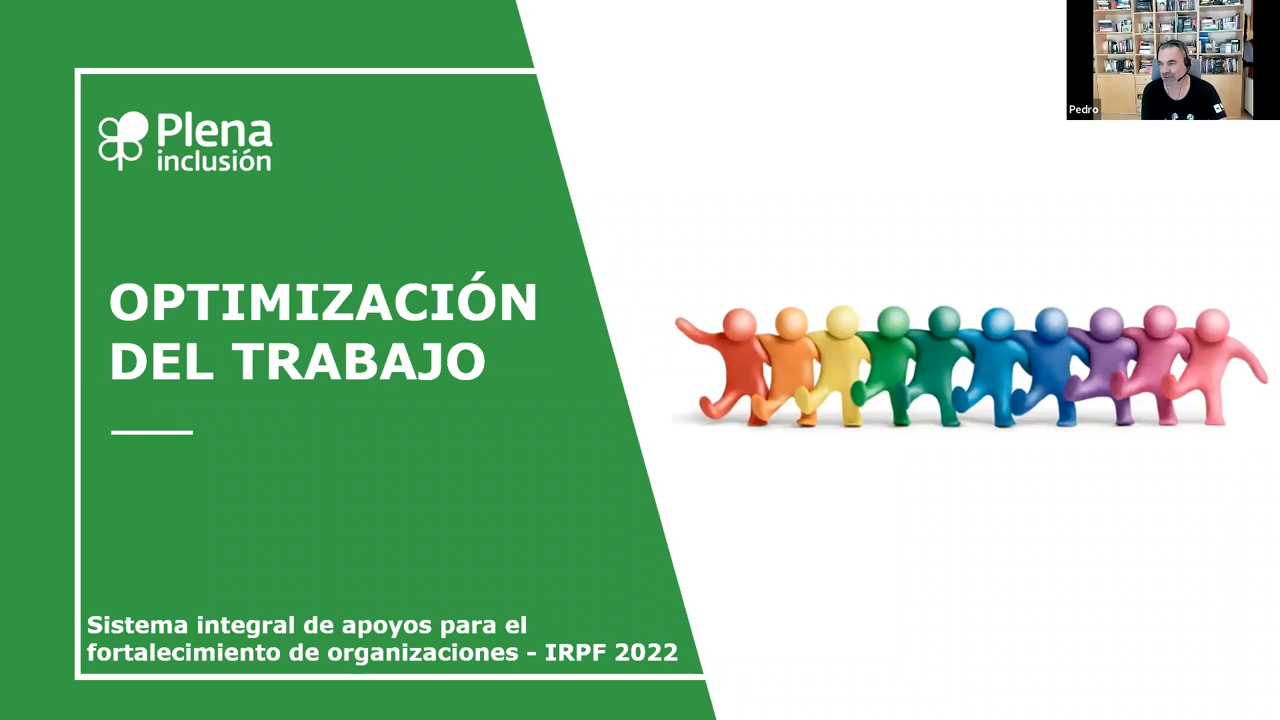 Plena
inclusión
OPTIMIZACIÓN
DEL TRABAJO
Sistema integral de apoyos para el
fortalecimiento de organizaciones - IRPF 2022
Pedro